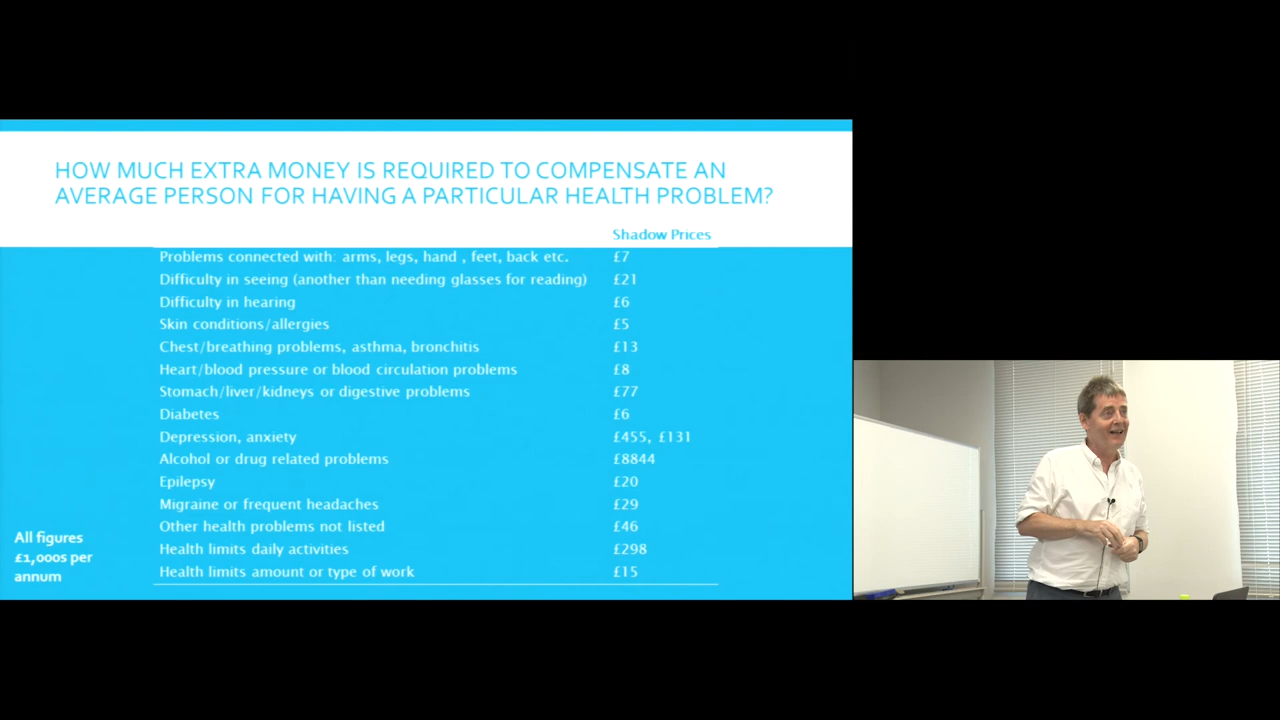 HOW MUCH EXTRA MONEY IS REQUIRED TO COMPENSATE AN
AVERAGE PERSON FOR HAVING A PARTICULAR HEALTH PROBLEM?
Shadow Prices
Problems connected with: arms, legs, hand , feet, back etc. £7
Difficulty in seeing (another than needing glasses for reading) £21
Difficulty in hearing £6
Skin conditions/allergies £5
Chest/breathing problems, asthma, bronchitis £13
Heart/blood pressure or blood circulation problems £8
Stomach/liver/kidneys or digestive problems £77
Diabetes £6
Depression, anxiety £455, £131
Alcohol or drug related problems £8844
Epilepsy £20
Migraine or frequent headaches £29
Other health problems not listed £46
Health limits daily activities £298
Health limits amount or type of work £15
All figures
£1,000s per
annum